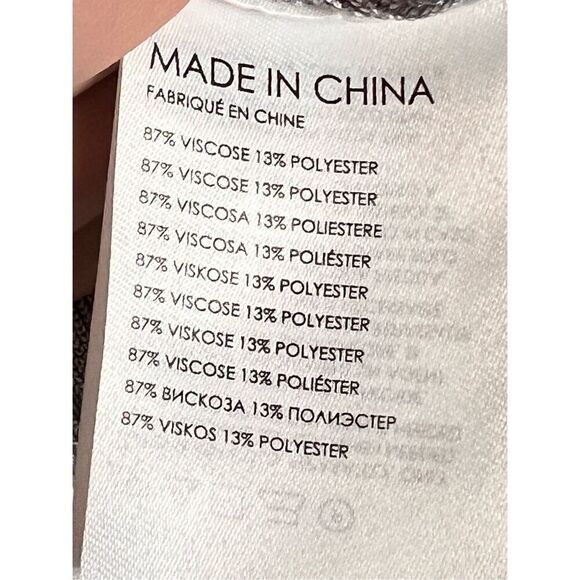 MADE IN CHINA
FABRIQUÉ EN CHINE
87% VISCOSE 13% POLYESTER
87% VISCOSE 13% POLYESTER
87% VISCOSA 13% POLIESTERE
87% VISCOSA 13% POLIÉSTER
87% VISKOSE 13% POLYESTER
87% VISCOSE 13% POLYESTER
87% VISKOSE 13% POLYESTER
87% VISCOSE 13% POLIÉSTER
87% ВИСКОЗА 13% ПОЛИЭСТЕР
87% VISKOS 13% POLYESTER